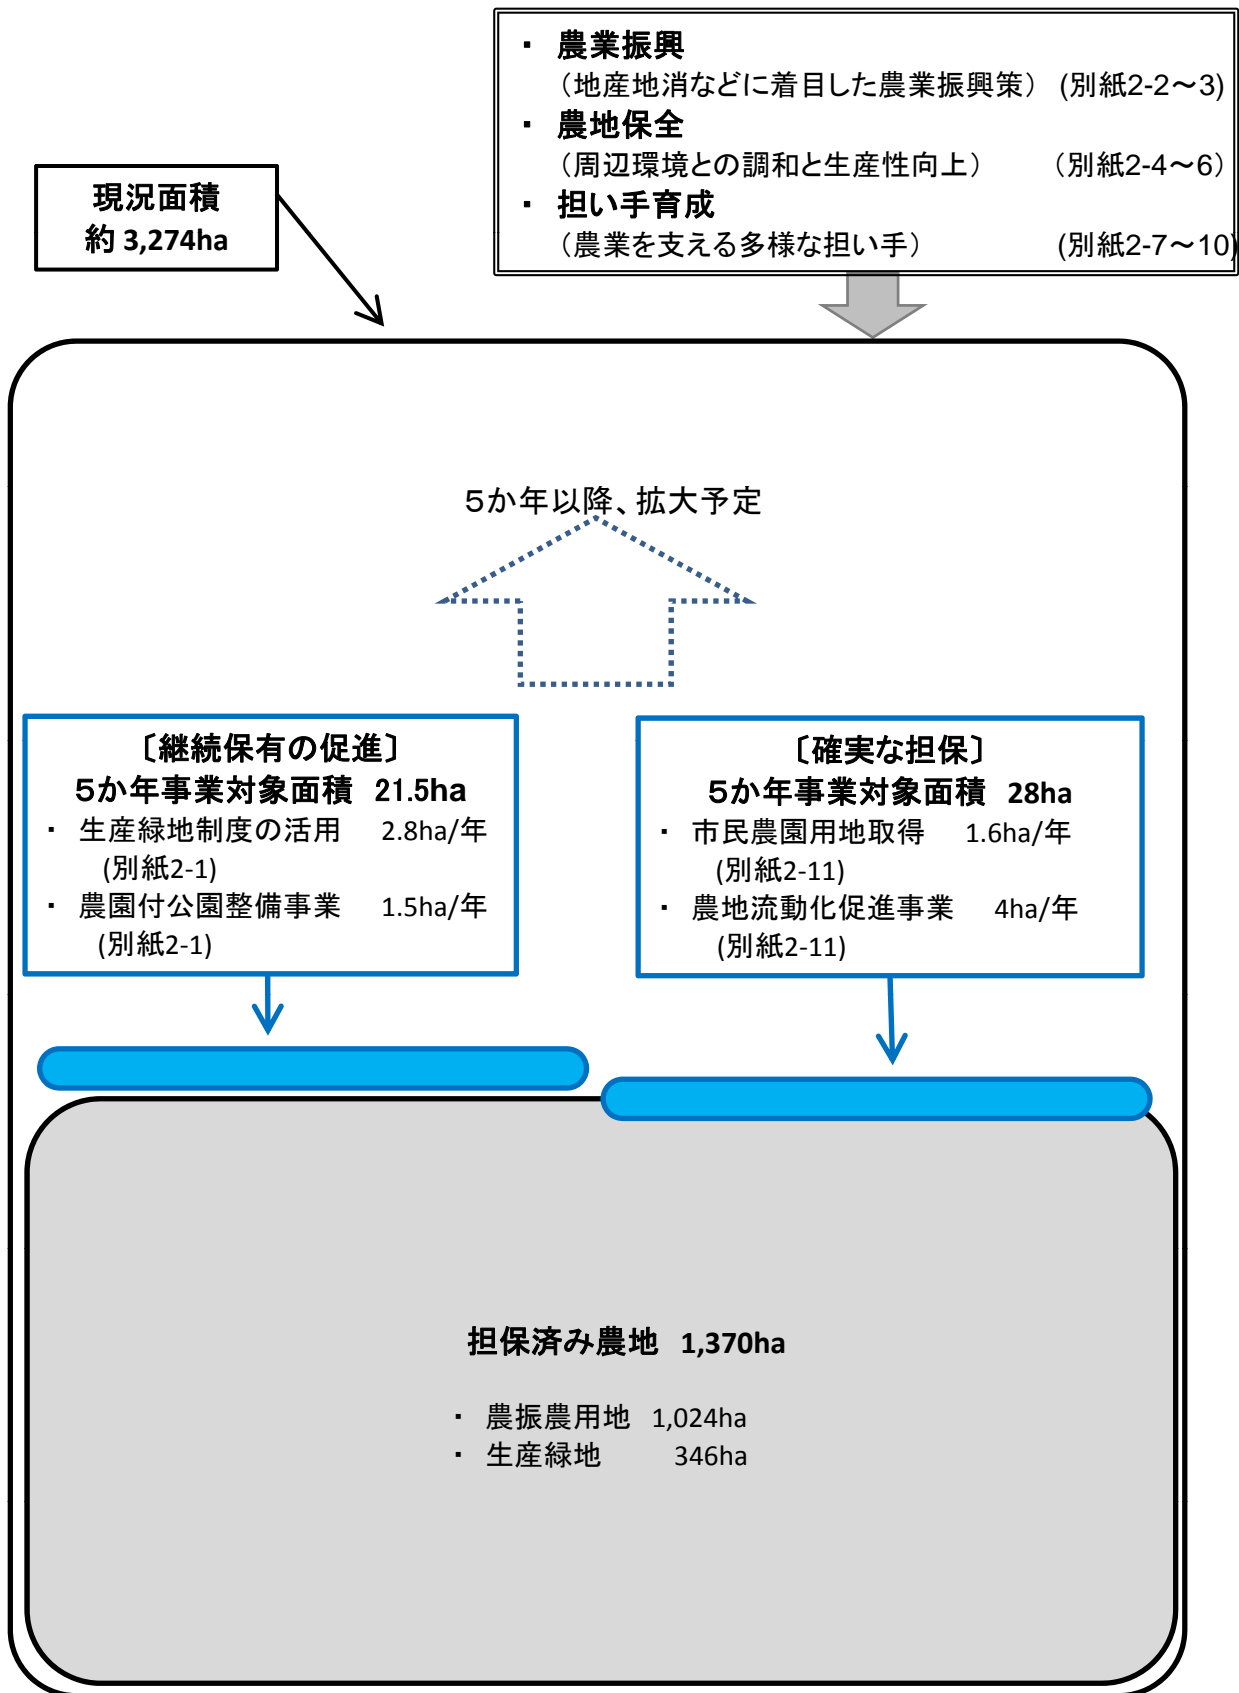 ・ 農業振興
（地産地消などに着目した農業振興策） (別紙2-2～3)
・ 農地保全
（周辺環境との調和と生産性向上） （別紙2-4～6）
・ 担い手育成
（農業を支える多様な担い手） (別紙2-7～10)
現況面積
約 3,274ha
５か年以降、拡大予定
〔継続保有の促進〕
５か年事業対象面積 21.5ha
・ 生産緑地制度の活用 2.8ha/年
(別紙2-1)
・ 農園付公園整備事業 1.5ha/年
(別紙2-1)
〔確実な担保〕
５か年事業対象面積 28ha
・ 市民農園用地取得 1.6ha/年
(別紙2-11)
・ 農地流動化促進事業 4ha/年
(別紙2-11)
担保済み農地 1,370ha
・ 農振農用地 1,024ha
・ 生産緑地 346ha